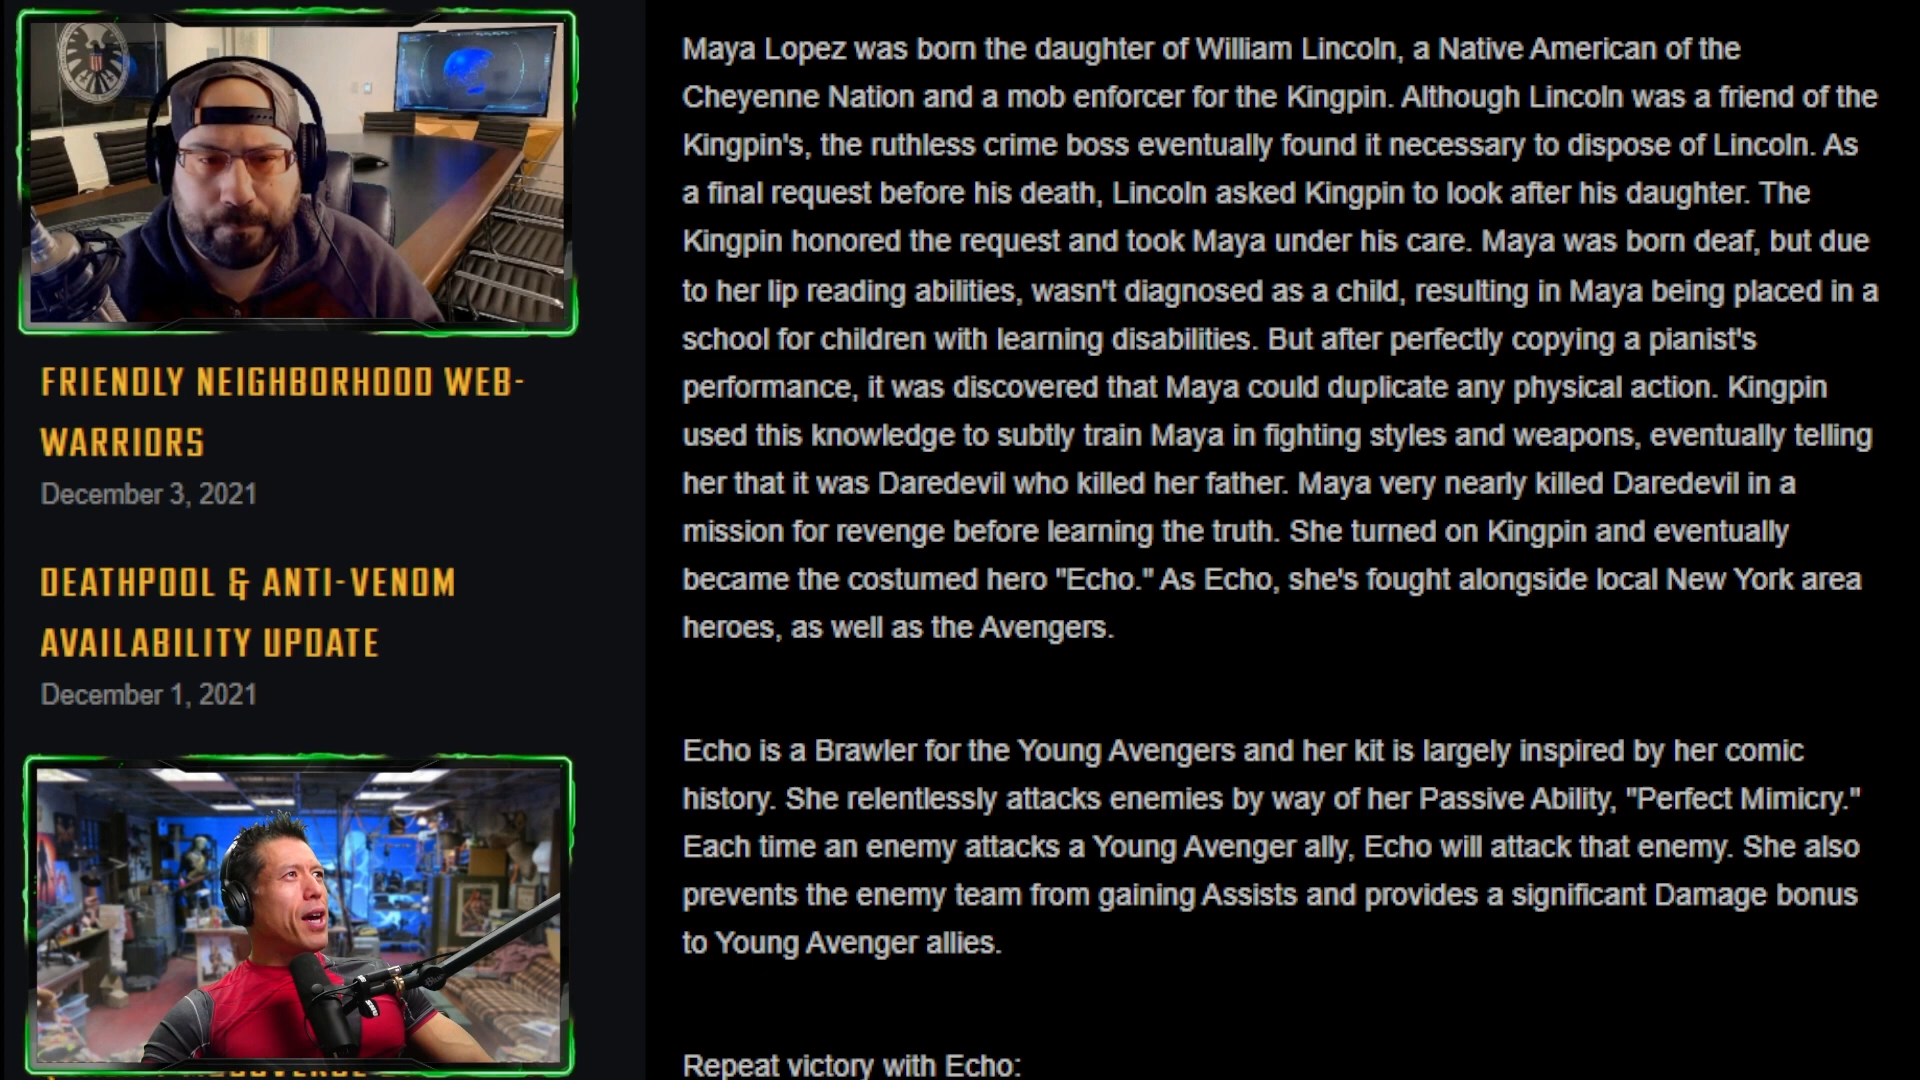 FRIENDLY NEIGHBORHOOD WEB-
WARRIORS
December 3, 2021
DEATHPOOL & ANTI-VENOM
AVAILABILITY UPDATE
December 1, 2021
Maya Lopez was born the daughter of William Lincoln, a Native American of the
Cheyenne Nation and a mob enforcer for the Kingpin. Although Lincoln was a friend of the
Kingpin's, the ruthless crime boss eventually found it necessary to dispose of Lincoln. As
a final request before his death, Lincoln asked Kingpin to look after his daughter. The
Kingpin honored the request and took Maya under his care. Maya was born deaf, but due
to her lip reading abilities, wasn't diagnosed as a child, resulting in Maya being placed in a
school for children with learning disabilities. But after perfectly copying a pianist's
performance, it was discovered that Maya could duplicate any physical action. Kingpin
used this knowledge to subtly train Maya in fighting styles and weapons, eventually telling
her that it was Daredevil who killed her father. Maya very nearly killed Daredevil in a
mission for revenge before learning the truth. She turned on Kingpin and eventually
became the costumed hero "Echo." As Echo, she's fought alongside local New York area
heroes, as well as the Avengers.
Echo is a Brawler for the Young Avengers and her kit is largely inspired by her comic
history. She relentlessly attacks enemies by way of her Passive Ability, "Perfect Mimicry."
Each time an enemy attacks a Young Avenger ally, Echo will attack that enemy. She also
prevents the enemy team from gaining Assists and provides a significant Damage bonus
to Young Avenger allies.
Repeat victory with Echo: